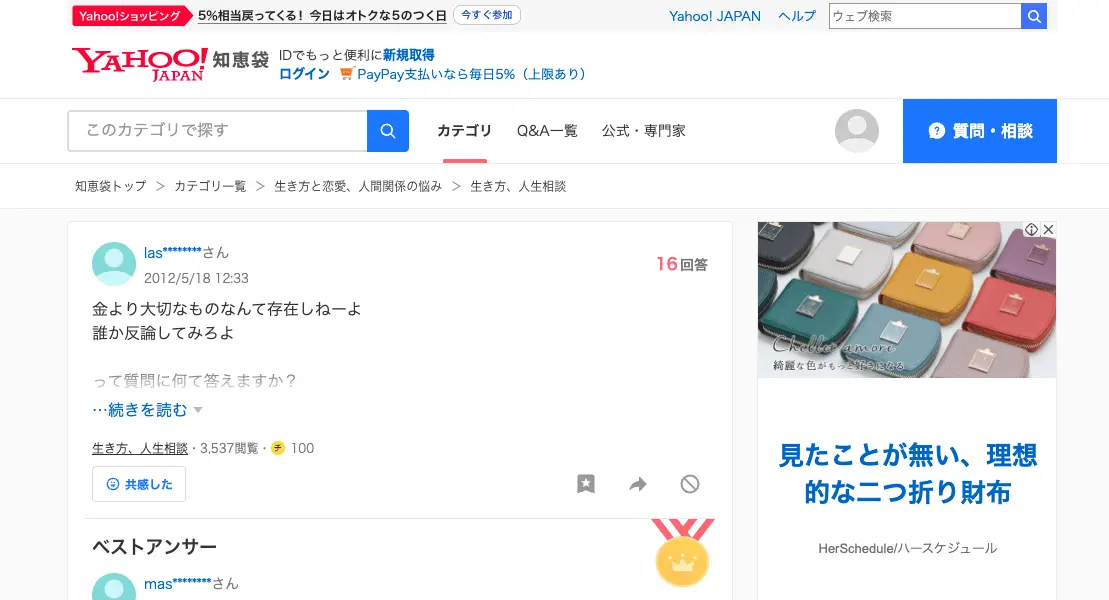 Yahoo!ショッピング 5%相当戻ってくる！今日はオトクな5のつく日 今すぐ参加 Yahoo! JAPAN ヘルプ ウェブ検索
YAHOO! JAPAN 知恵袋
IDでもっと便利に新規取得
ログイン PayPay支払いなら毎日5%（上限あり）
このカテゴリで探す カテゴリ Q&A一覧 公式・専門家 質問・相談
知恵袋トップ > カテゴリ一覧 > 生き方と恋愛、人間関係の悩み > 生き方、人生相談
las********さん
2012/5/18 12:33
16回答
金より大切なものなんて存在しねーよ
誰か反論してみろよ
って質問に何て答えますか？
…続きを読む
生き方、人生相談・3,537閲覧・チ 100
共感した
ベストアンサー
mas********さん
Chelle amore
綺麗な色がもっと好きになる
見たことが無い、理想
的な二つ折り財布
HerSchedule/ハースケジュール